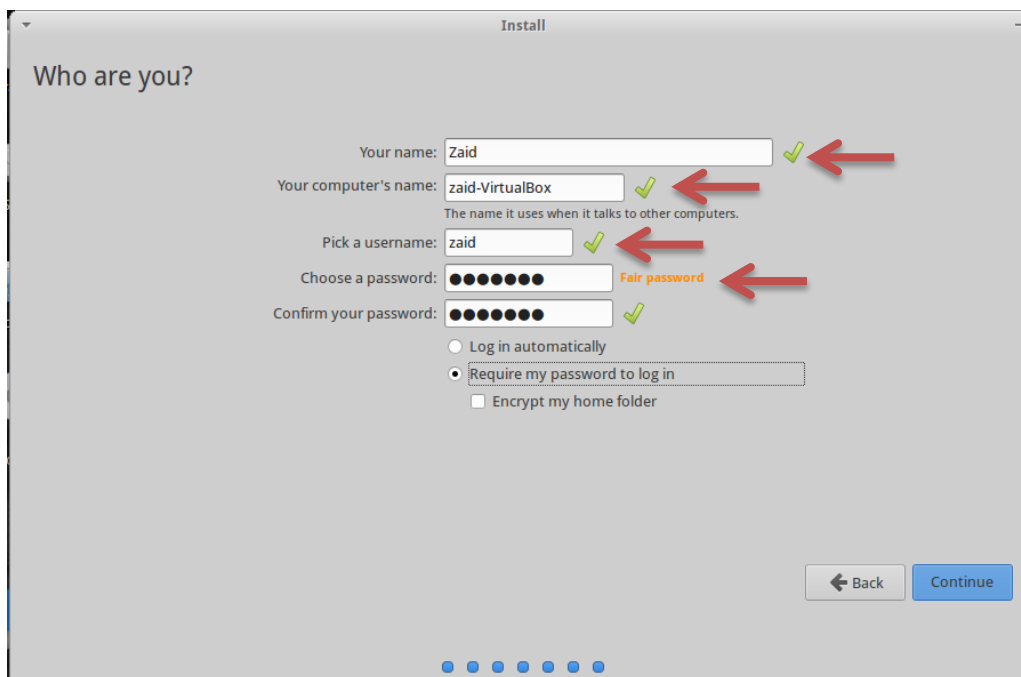 Install
Who are you?
Your name: Zaid
Your computer's name: zaid-VirtualBox
The name it uses when it talks to other computers.
Pick a username: zaid
Choose a password: ●●●●●●● Fair password
Confirm your password: ●●●●●●●
Log in automatically
Require my password to log in
Encrypt my home folder
Back Continue